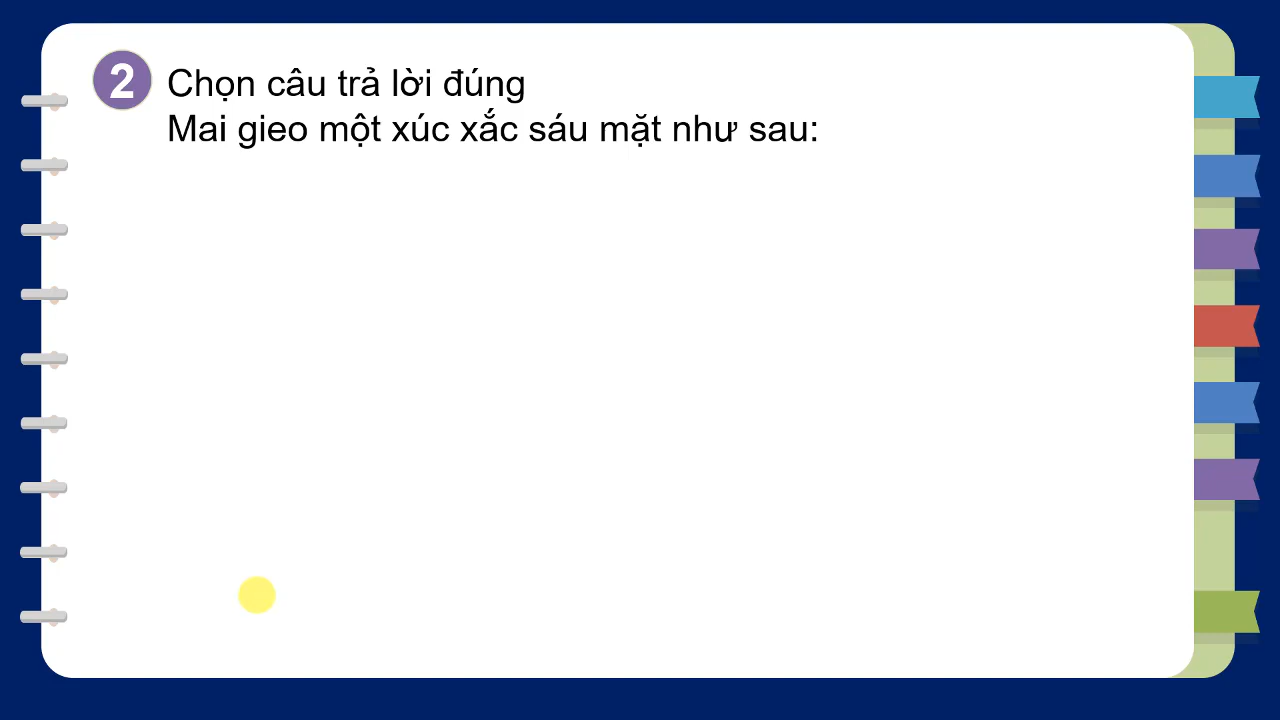 2
Chọn câu trả lời đúng
Mai gieo một xúc xắc sáu mặt như sau: